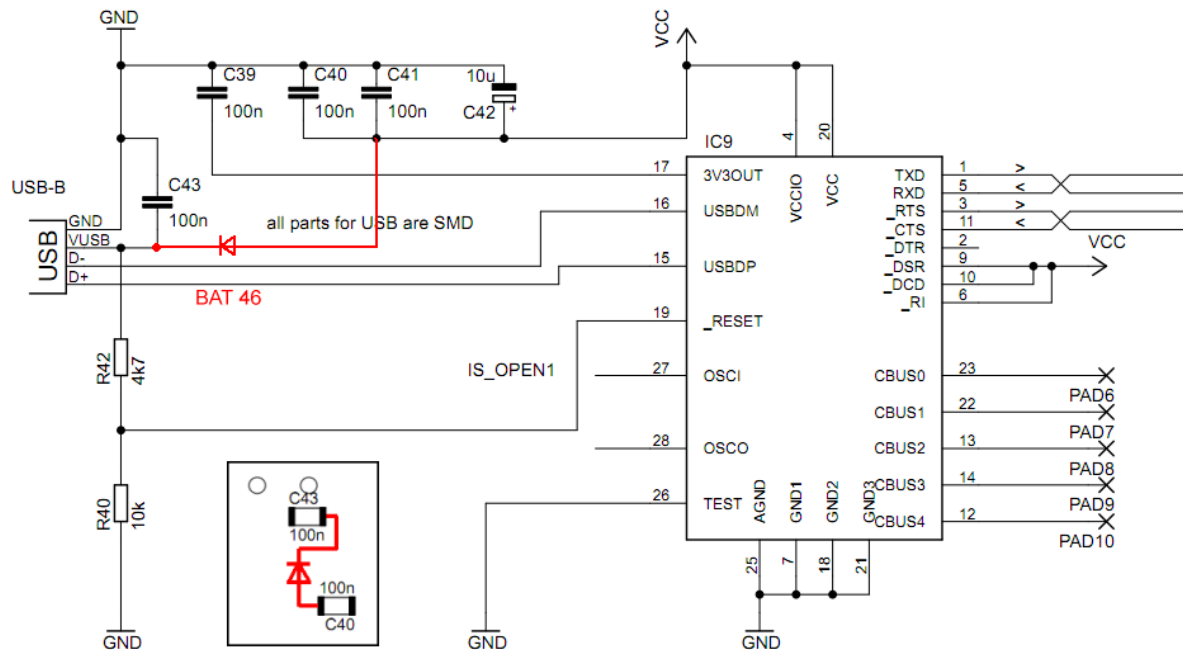 GND
VCC
C39
100n
C40
100n
C41
100n
10u
C42
+
4
20
IC9
USB-B
C43
100n
all parts for USB are SMD
USB
GND
VUSB
D-
D+
BAT 46
17
3V3OUT
16
USBDM
15
USBDP
19
_RESET
27
OSCI
28
OSCO
26
TEST
VCCIO
VCC
TXD
1
>
RXD
5
<
_RTS
3
>
_CTS
11
<
_DTR
2
_DSR
9
_DCD
10
_RI
6
VCC
R42
4k7
IS_OPEN1
CBUS0
23
PAD6
CBUS1
22
PAD7
CBUS2
13
PAD8
CBUS3
14
PAD9
CBUS4
12
PAD10
R40
10k
C43
100n
100n
C40
AGND
GND1
GND2
GND3
25
7
18
21
GND
GND
GND